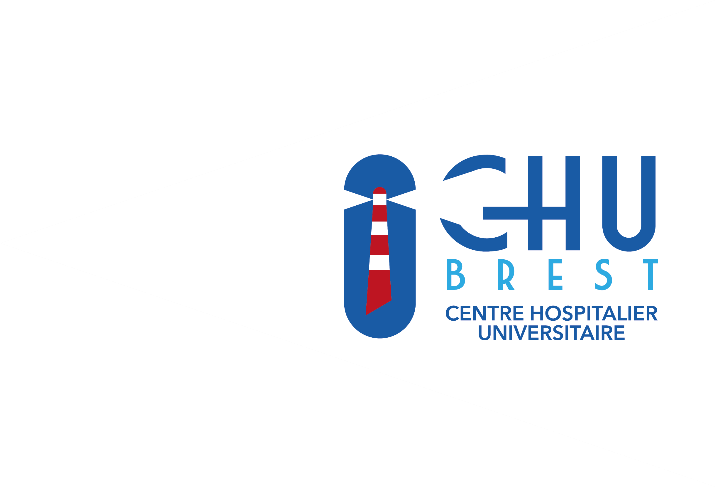 CHU
BREST
CENTRE HOSPITALIER
UNIVERSITAIRE